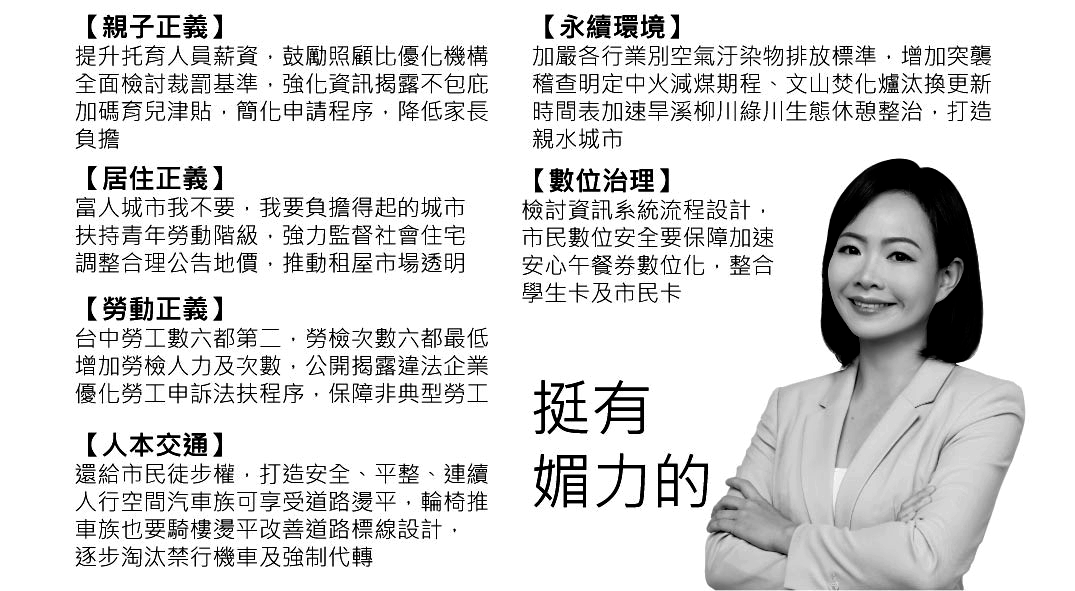 【親子正義】
提升托育人員薪資，鼓勵照顧比優化機構
全面檢討裁罰基準，強化資訊揭露不包庇
加碼育兒津貼，簡化申請程序，降低家長
負擔
【居住正義】
富人城市我不要，我要負擔得起的城市
扶持青年勞動階級，強力監督社會住宅
調整合理公告地價，推動租屋市場透明
【勞動正義】
台中勞工數六都第二，勞檢次數六都最低
增加勞檢人力及次數，公開揭露違法企業
優化勞工申訴法扶程序，保障非典型勞工
【人本交通】
還給市民徒步權，打造安全、平整、連續
人行空間汽車族可享受道路燙平，輪椅推
車族也要騎樓燙平改善道路標線設計，
逐步淘汰禁行機車及強制代轉
【永續環境】
加嚴各行業別空氣汙染物排放標準，增加突襲
稽查明定中火減煤期程、文山焚化爐汰換更新
時間表加速旱溪柳川綠川生態休憩整治，打造
親水城市
【數位治理】
檢討資訊系統流程設計，
市民數位安全要保障加速
安心午餐券數位化，整合
學生卡及市民卡
挺有
媚力的